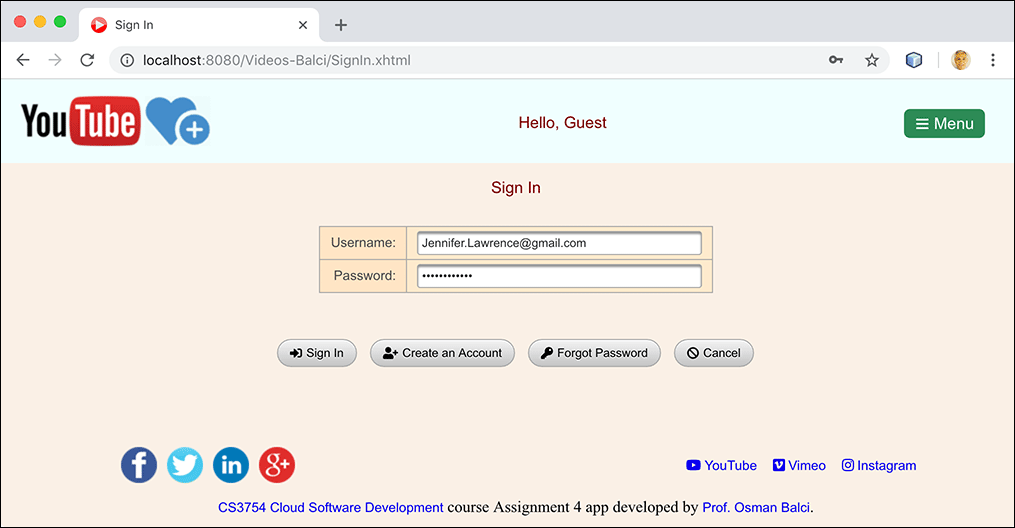 Sign In
localhost:8080/Videos-Balci/SignIn.xhtml
YouTube
Hello, Guest
Menu
Sign In
Username: Jennifer.Lawrence@gmail.com
Password: ••••••••••••
Sign In Create an Account Forgot Password Cancel
f in g+ YouTube Vimeo Instagram
CS3754 Cloud Software Development course Assignment 4 app developed by Prof. Osman Balci.